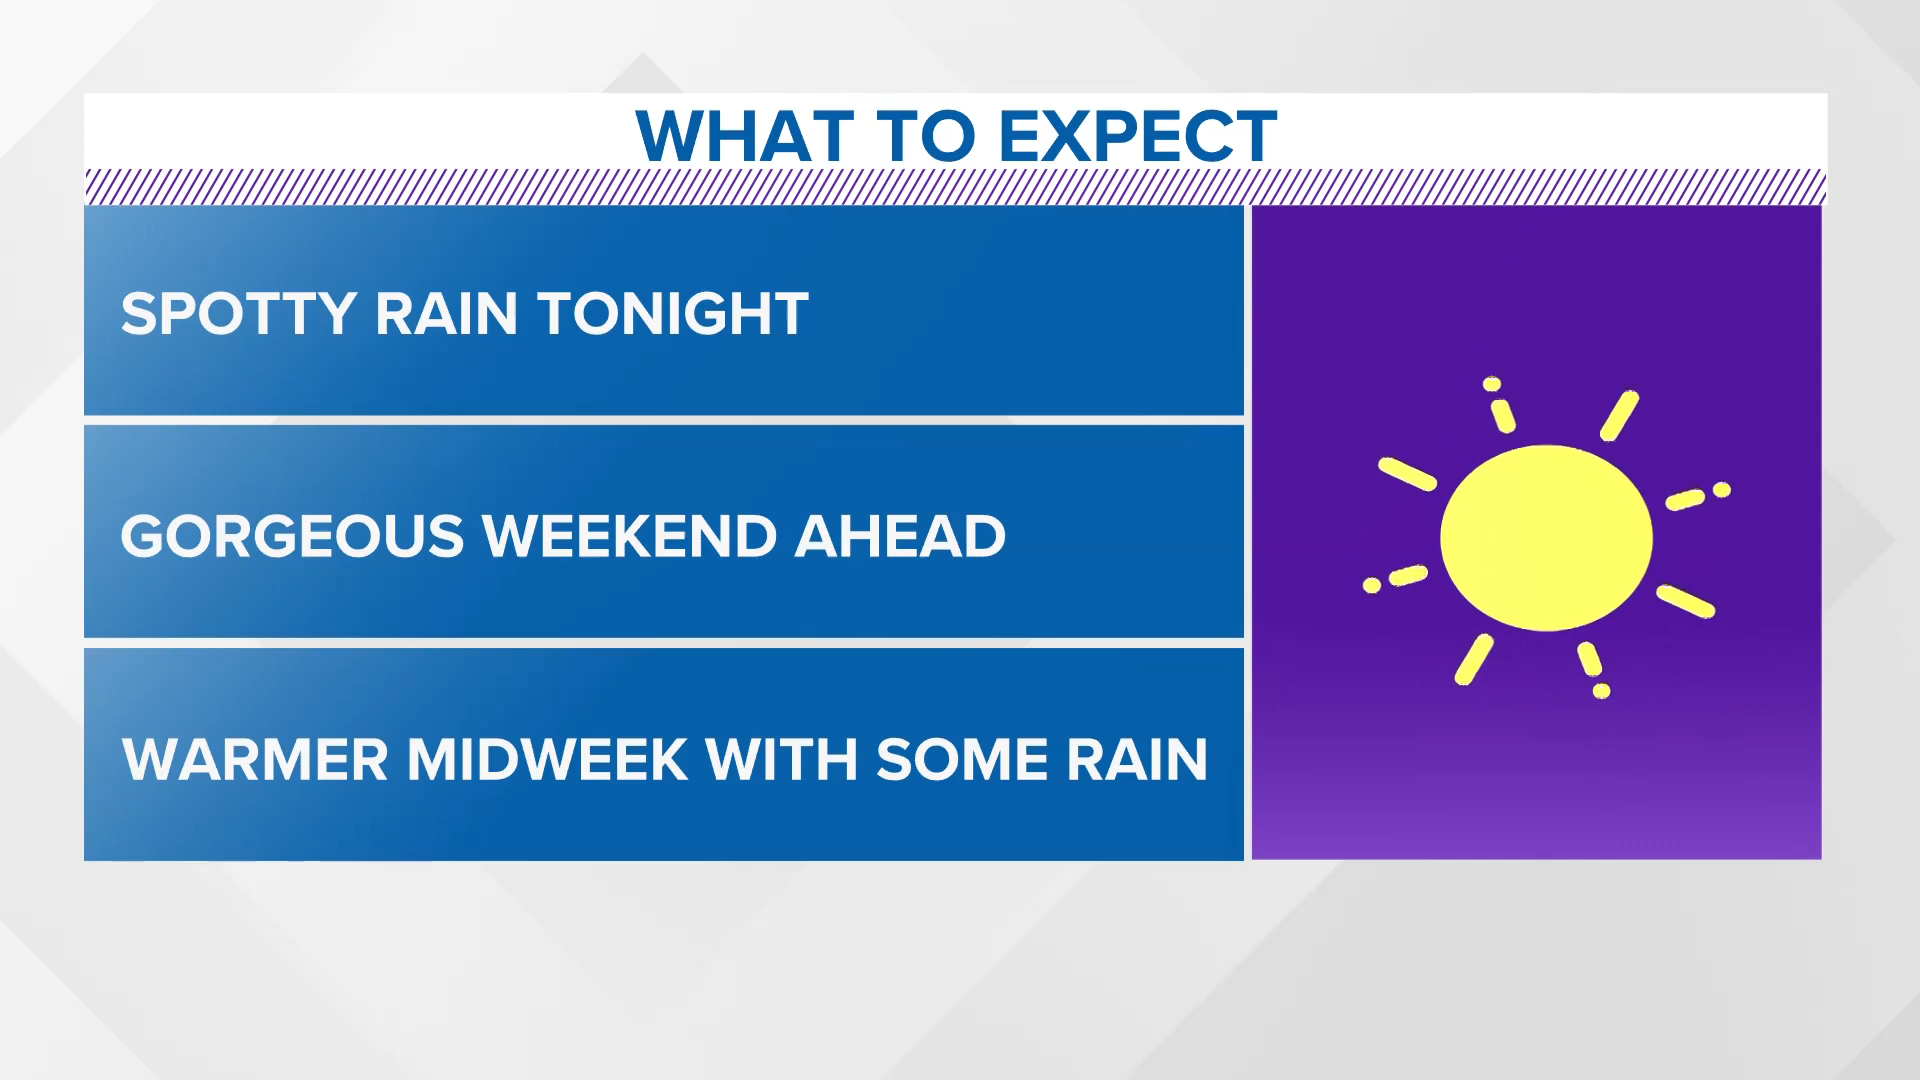 WHAT TO EXPECT
SPOTTY RAIN TONIGHT
GORGEOUS WEEKEND AHEAD
WARMER MIDWEEK WITH SOME RAIN